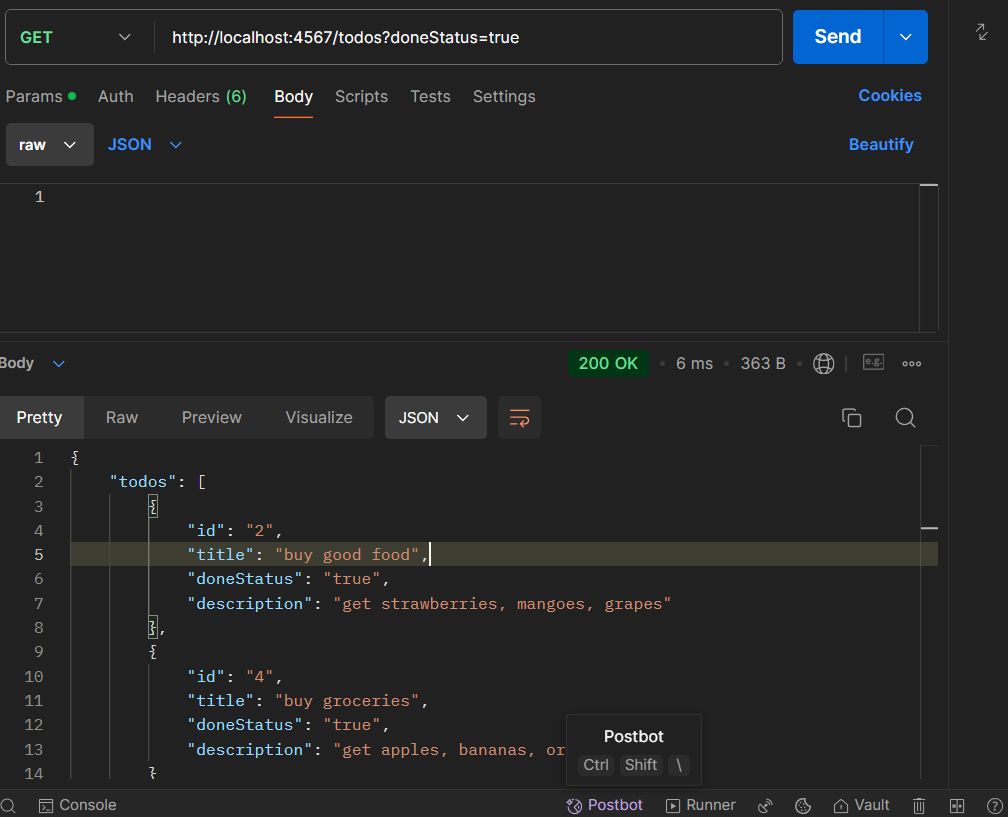 GET http://localhost:4567/todos?doneStatus=true Send
Params Auth Headers (6) Body Scripts Tests Settings Cookies
raw JSON Beautify
1
Body 200 OK 6 ms 363 B e.g.
Pretty Raw Preview Visualize JSON
1 {
2 "todos": [
3 {
4 "id": "2",
5 "title": "buy good food",
6 "doneStatus": "true",
7 "description": "get strawberries, mangoes, grapes"
8 },
9 {
10 "id": "4",
11 "title": "buy groceries",
12 "doneStatus": "true",
13 "description": "get apples, bananas, or
14 }
Postbot
Ctrl Shift \
Console Postbot Runner Vault